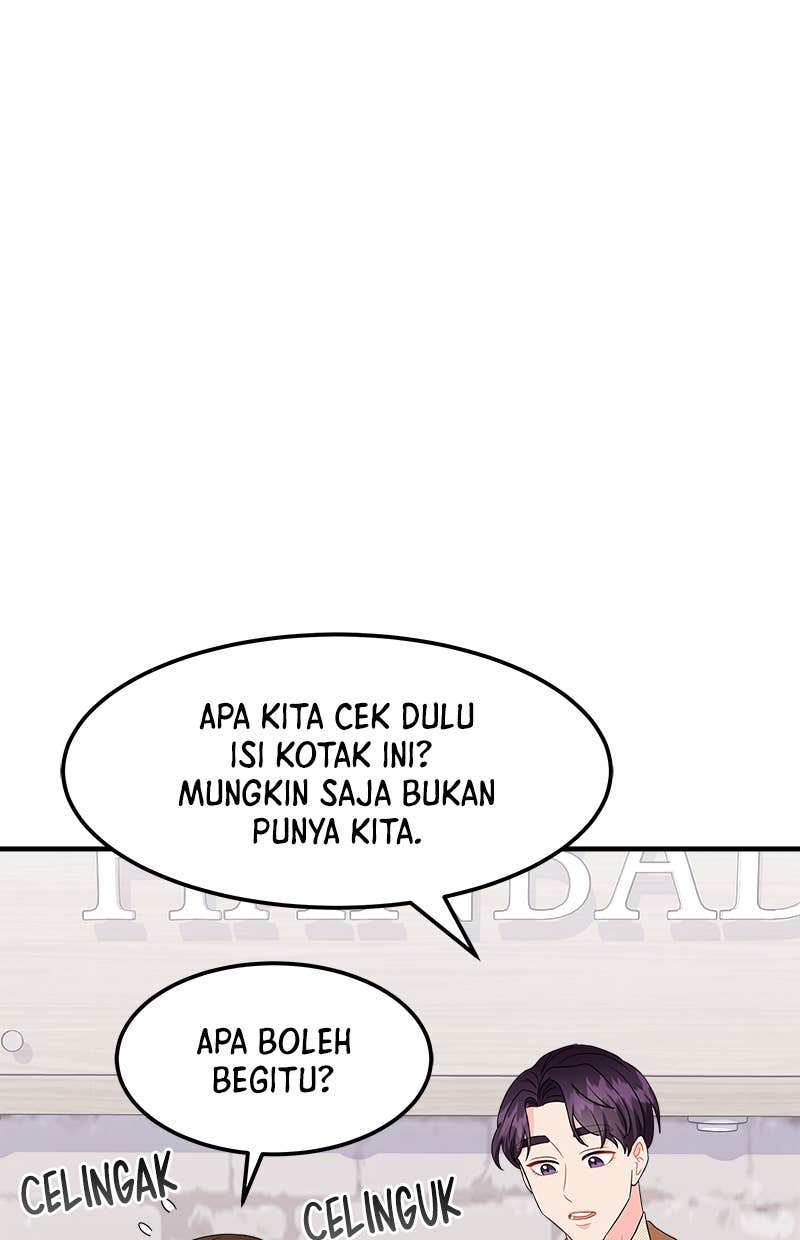 APA KITA CEK DULU
ISI KOTAK INI?
MUNGKIN SAJA BUKAN
PUNYA KITA.
APA BOLEH
BEGITU?
CELINGAK
CELINGUK